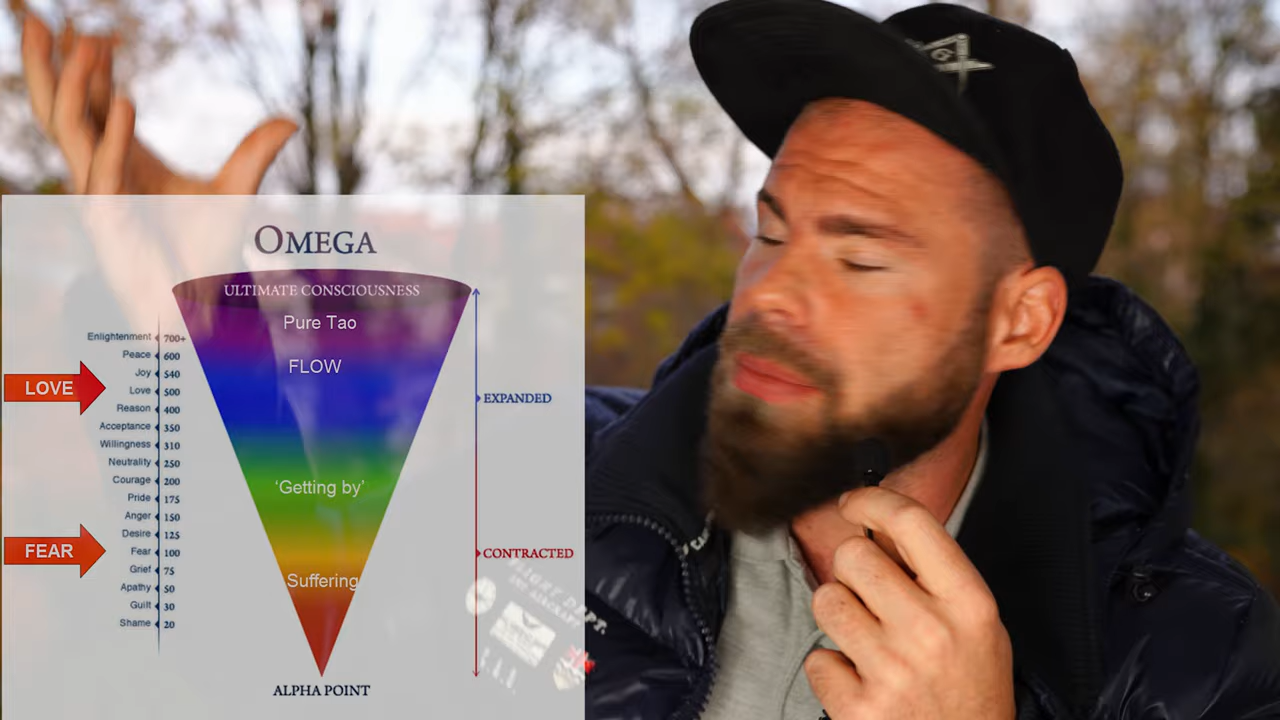 OMEGA
ULTIMATE CONSCIOUSNESS
Pure Tao
FLOW
'Getting by'
Suffering
ALPHA POINT
Enlightenment 700+
Peace 600
Joy 540
Love 500
Reason 400
Acceptance 350
Willingness 310
Neutrality 250
Courage 200
Pride 175
Anger 150
Desire 125
Fear 100
Grief 75
Apathy 50
Guilt 30
Shame 20
LOVE
FEAR
EXPANDED
CONTRACTED
G
DEPT.